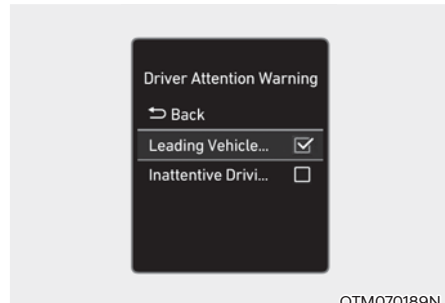 Driver Attention Warning
Back
Leading Vehicle...
Inattentive Drivi...
OTM070189N